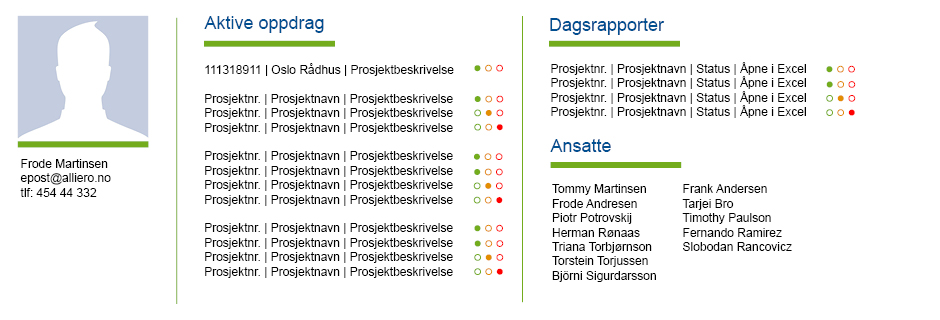 Frode Martinsen
epost@alliero.no
tlf: 454 44 332
Aktive oppdrag
111318911 | Oslo Rådhus | Prosjektbeskrivelse
Prosjektnr. | Prosjektnavn | Prosjektbeskrivelse
Prosjektnr. | Prosjektnavn | Prosjektbeskrivelse
Prosjektnr. | Prosjektnavn | Prosjektbeskrivelse
Prosjektnr. | Prosjektnavn | Prosjektbeskrivelse
Prosjektnr. | Prosjektnavn | Prosjektbeskrivelse
Prosjektnr. | Prosjektnavn | Prosjektbeskrivelse
Prosjektnr. | Prosjektnavn | Prosjektbeskrivelse
Prosjektnr. | Prosjektnavn | Prosjektbeskrivelse
Prosjektnr. | Prosjektnavn | Prosjektbeskrivelse
Prosjektnr. | Prosjektnavn | Prosjektbeskrivelse
Prosjektnr. | Prosjektnavn | Prosjektbeskrivelse
Dagsrapporter
Prosjektnr. | Prosjektnavn | Status | Åpne i Excel
Prosjektnr. | Prosjektnavn | Status | Åpne i Excel
Prosjektnr. | Prosjektnavn | Status | Åpne i Excel
Prosjektnr. | Prosjektnavn | Status | Åpne i Excel
Ansatte
Tommy Martinsen
Frode Andresen
Piotr Potrovskij
Herman Rønaas
Triana Torbjørnson
Torstein Torjussen
Björni Sigurdarsson
Frank Andersen
Tarjei Bro
Timothy Paulson
Fernando Ramirez
Slobodan Rancovicz